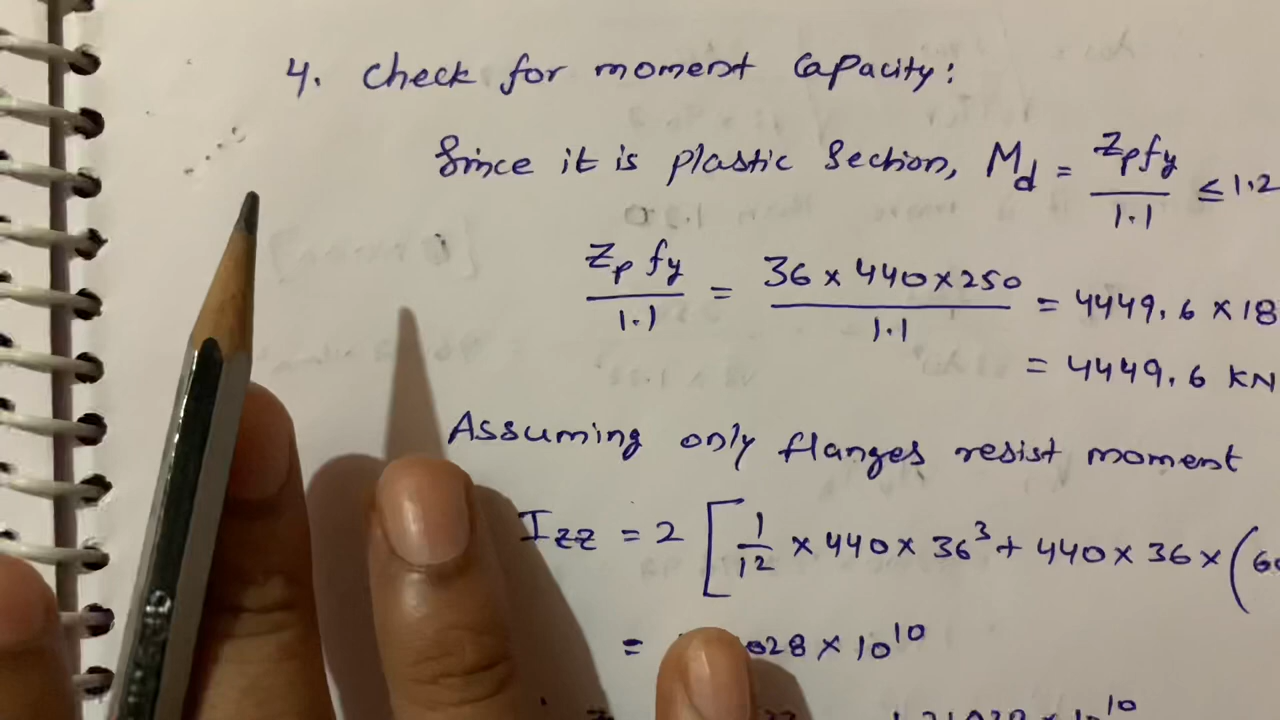 4. Check for moment Capacity:
Since it is plastic Section, Md = Zpfy / 1.1 ≤ 1.2
Zp fy / 1.1 = 36 × 440 × 250 / 1.1 = 4449.6 × 18
= 4449.6 KN
Assuming only flanges resist moment
Izz = 2 [ 1/12 × 440 × 36³ + 440 × 36 × (60
= 028 × 10¹⁰